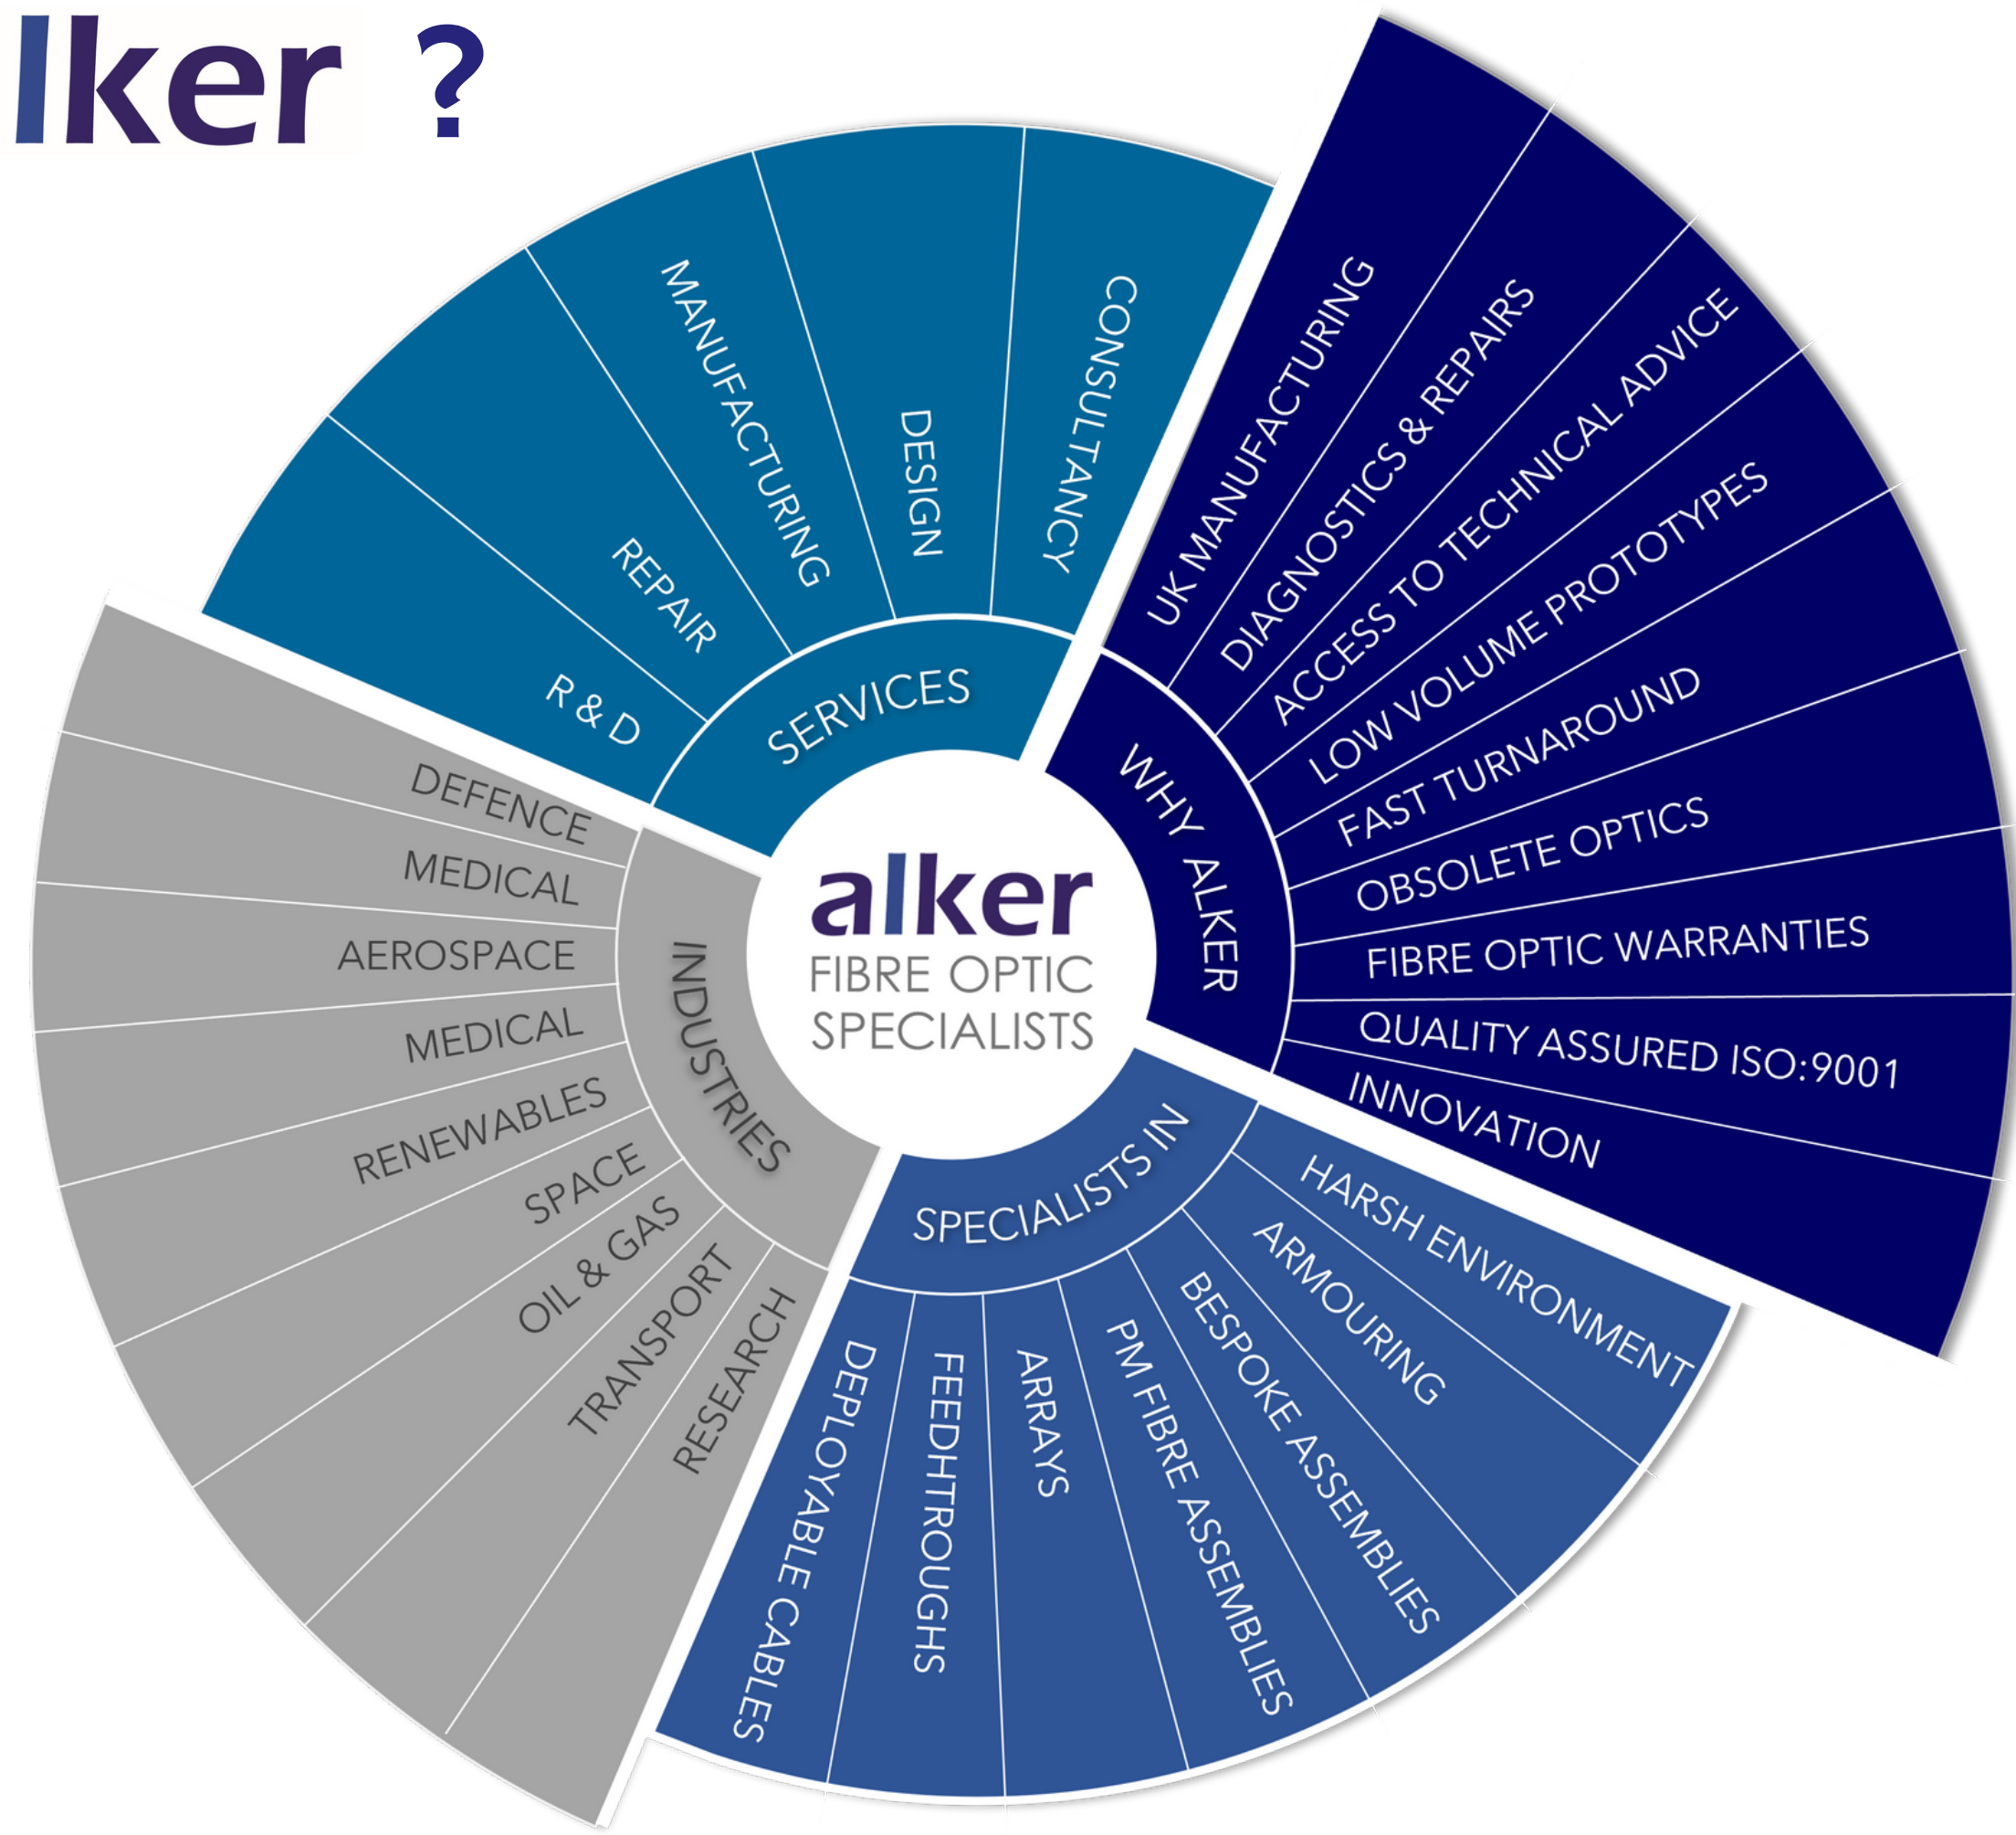 lker ?
alker
FIBRE OPTIC
SPECIALISTS
SERVICES
R & D
REPAIR
MANUFACTURING
DESIGN
CONSULTANCY
WHY ALKER
UK MANUFACTURING
DIAGNOSTICS & REPAIRS
ACCESS TO TECHNICAL ADVICE
LOW VOLUME PROTOTYPES
FAST TURNAROUND
OBSOLETE OPTICS
FIBRE OPTIC WARRANTIES
QUALITY ASSURED ISO:9001
INNOVATION
SPECIALISTS IN
HARSH ENVIRONMENT
ARMOURING
BESPOKE ASSEMBLIES
PM FIBRE ASSEMBLIES
ARRAYS
FEEDHTROUGHS
DEPLOYABLE CABLES
INDUSTRIES
DEFENCE
MEDICAL
AEROSPACE
MEDICAL
RENEWABLES
SPACE
OIL & GAS
TRANSPORT
RESEARCH